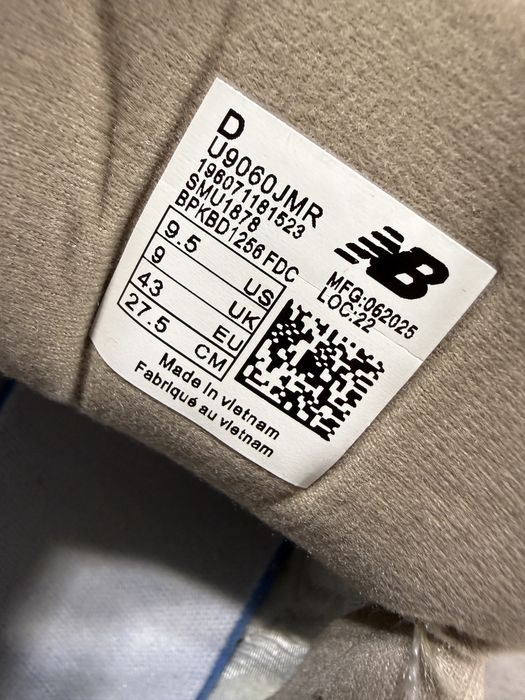 D
U9060JMR
196071181523
SMU1878
BPKBD1256 FDC
9.5 US
9 UK
43 EU
27.5 CM
NB
MFG:062025
LOC:22
Made In vietnam
Fabriqué au vietnam